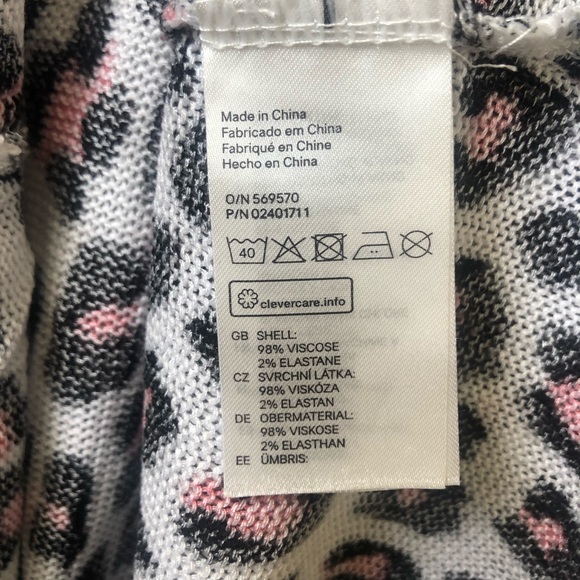 Made in China
Fabricado em China
Fabriqué en Chine
Hecho en China
O/N 569570
P/N 02401711
40
clevercare.info
GB SHELL:
98% VISCOSE
2% ELASTANE
CZ SVRCHNÍ LÁTKA:
98% VISKÓZA
2% ELASTAN
DE OBERMATERIAL:
98% VISKOSE
2% ELASTHAN
EE ÜMBRIS: